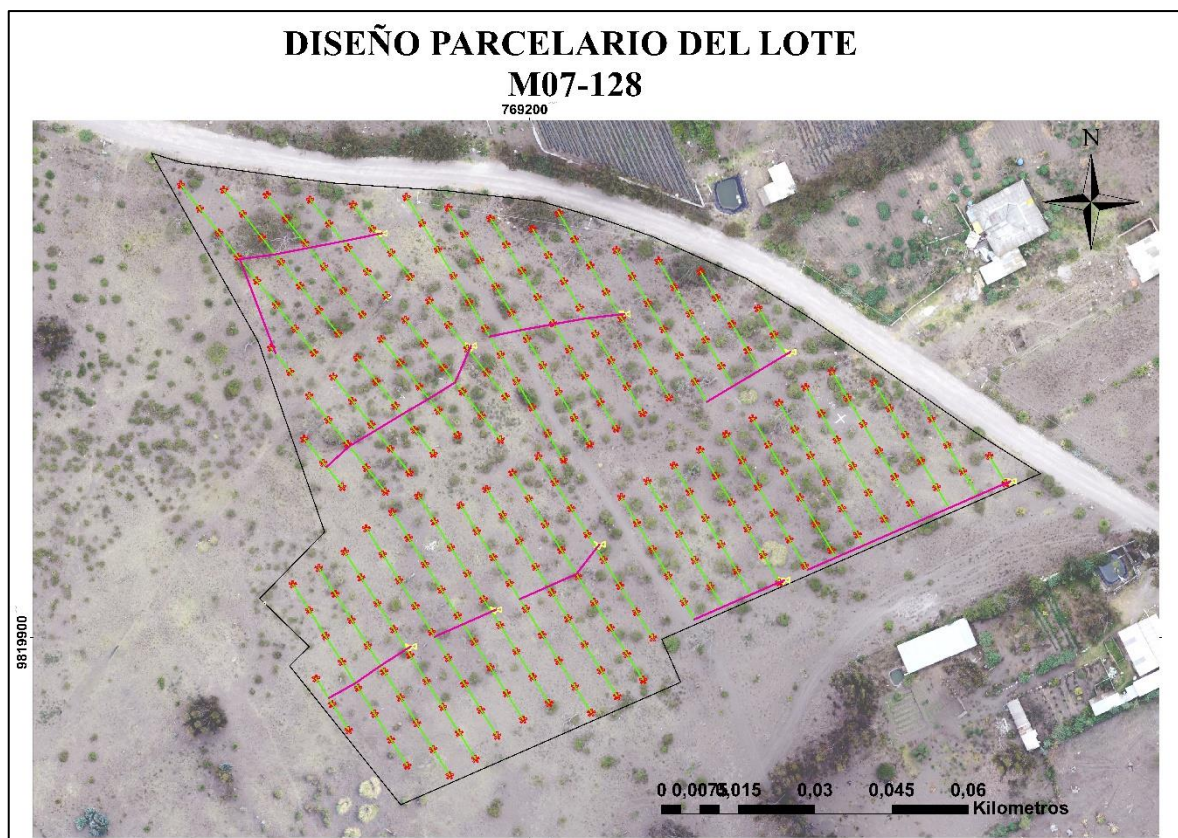 DISEÑO PARCELARIO DEL LOTE
M07-128
769200
N
9819900
0 0,0075 0,015 0,03 0,045 0,06
Kilometros